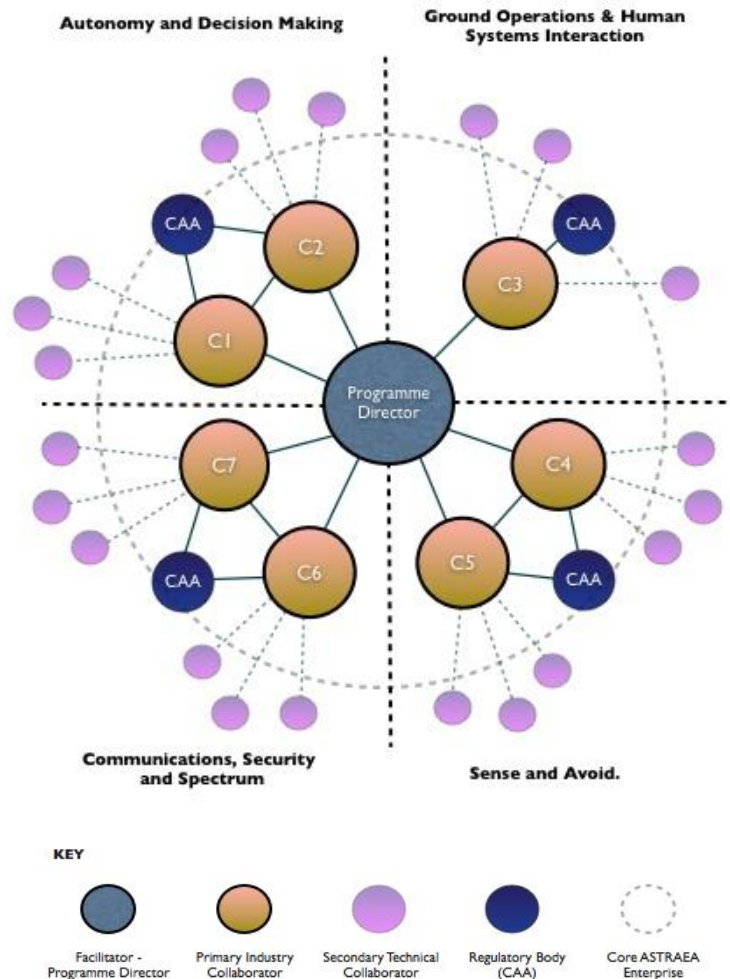 Autonomy and Decision Making
Ground Operations & Human
Systems Interaction
CAA
C2
C1
CAA
C3
Programme
Director
C7
C6
CAA
C4
C5
CAA
Communications, Security
and Spectrum
Sense and Avoid.
KEY
Facilitator -
Programme Director
Primary Industry
Collaborator
Secondary Technical
Collaborator
Regulatory Body
(CAA)
Core ASTRAEA
Enterprise